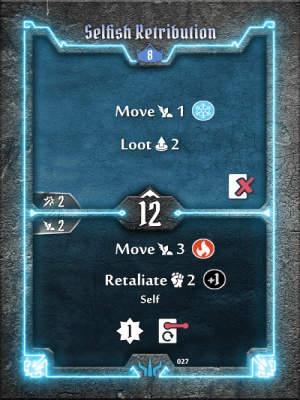 Selfish Retribution
8
Move 1
Loot 2
2
12
2
Move 3
Retaliate 2 +1
Self
1
027